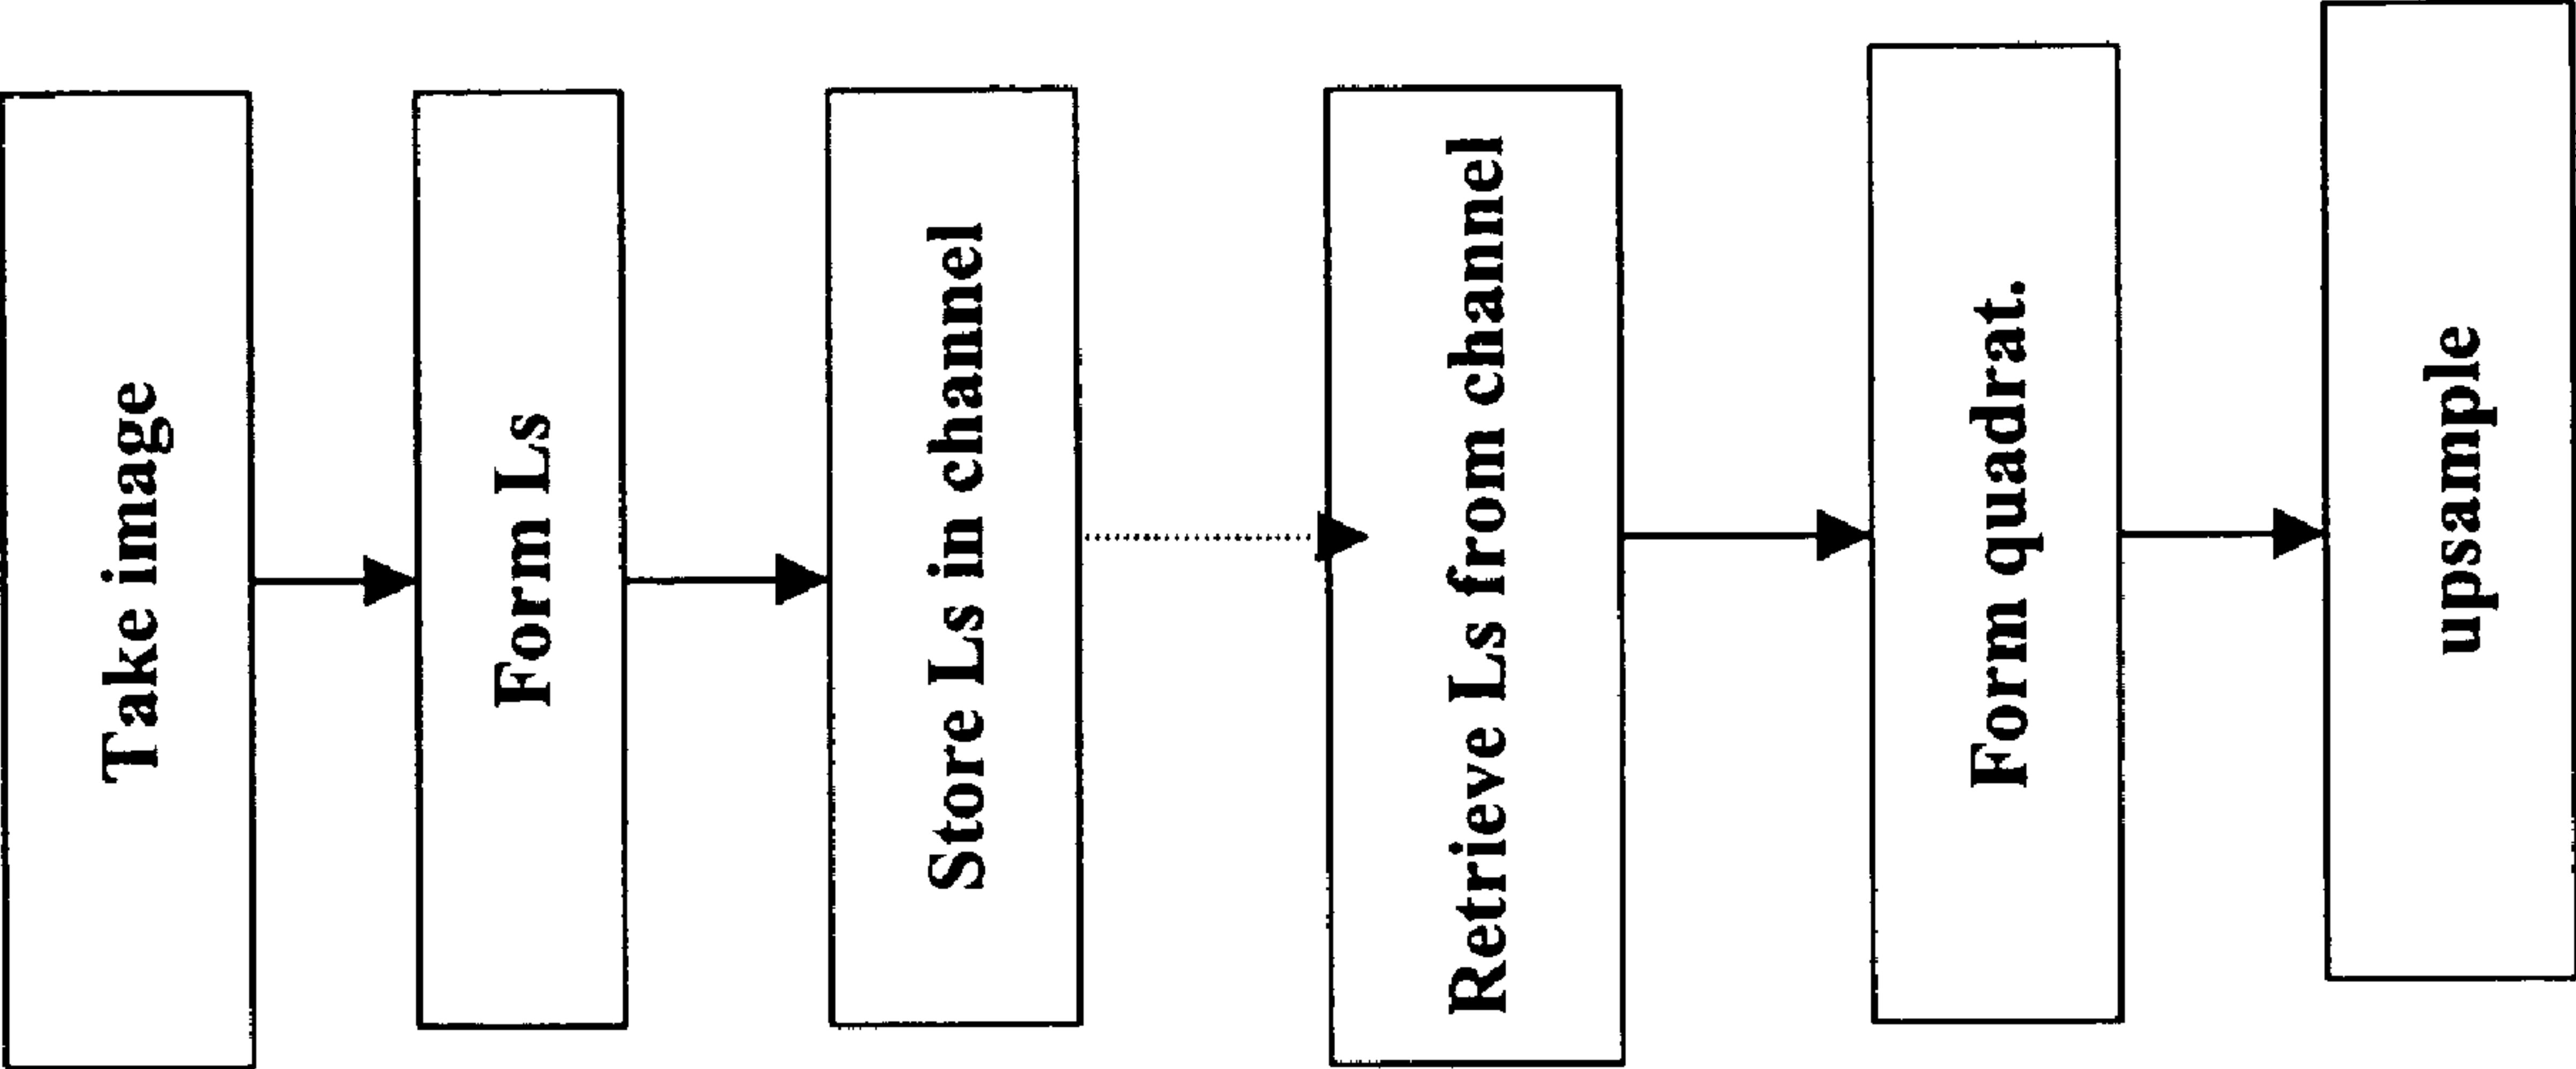 Take image
Form Ls
Store Ls in channel
Retrieve Ls from channel
Form quadrat.
upsample